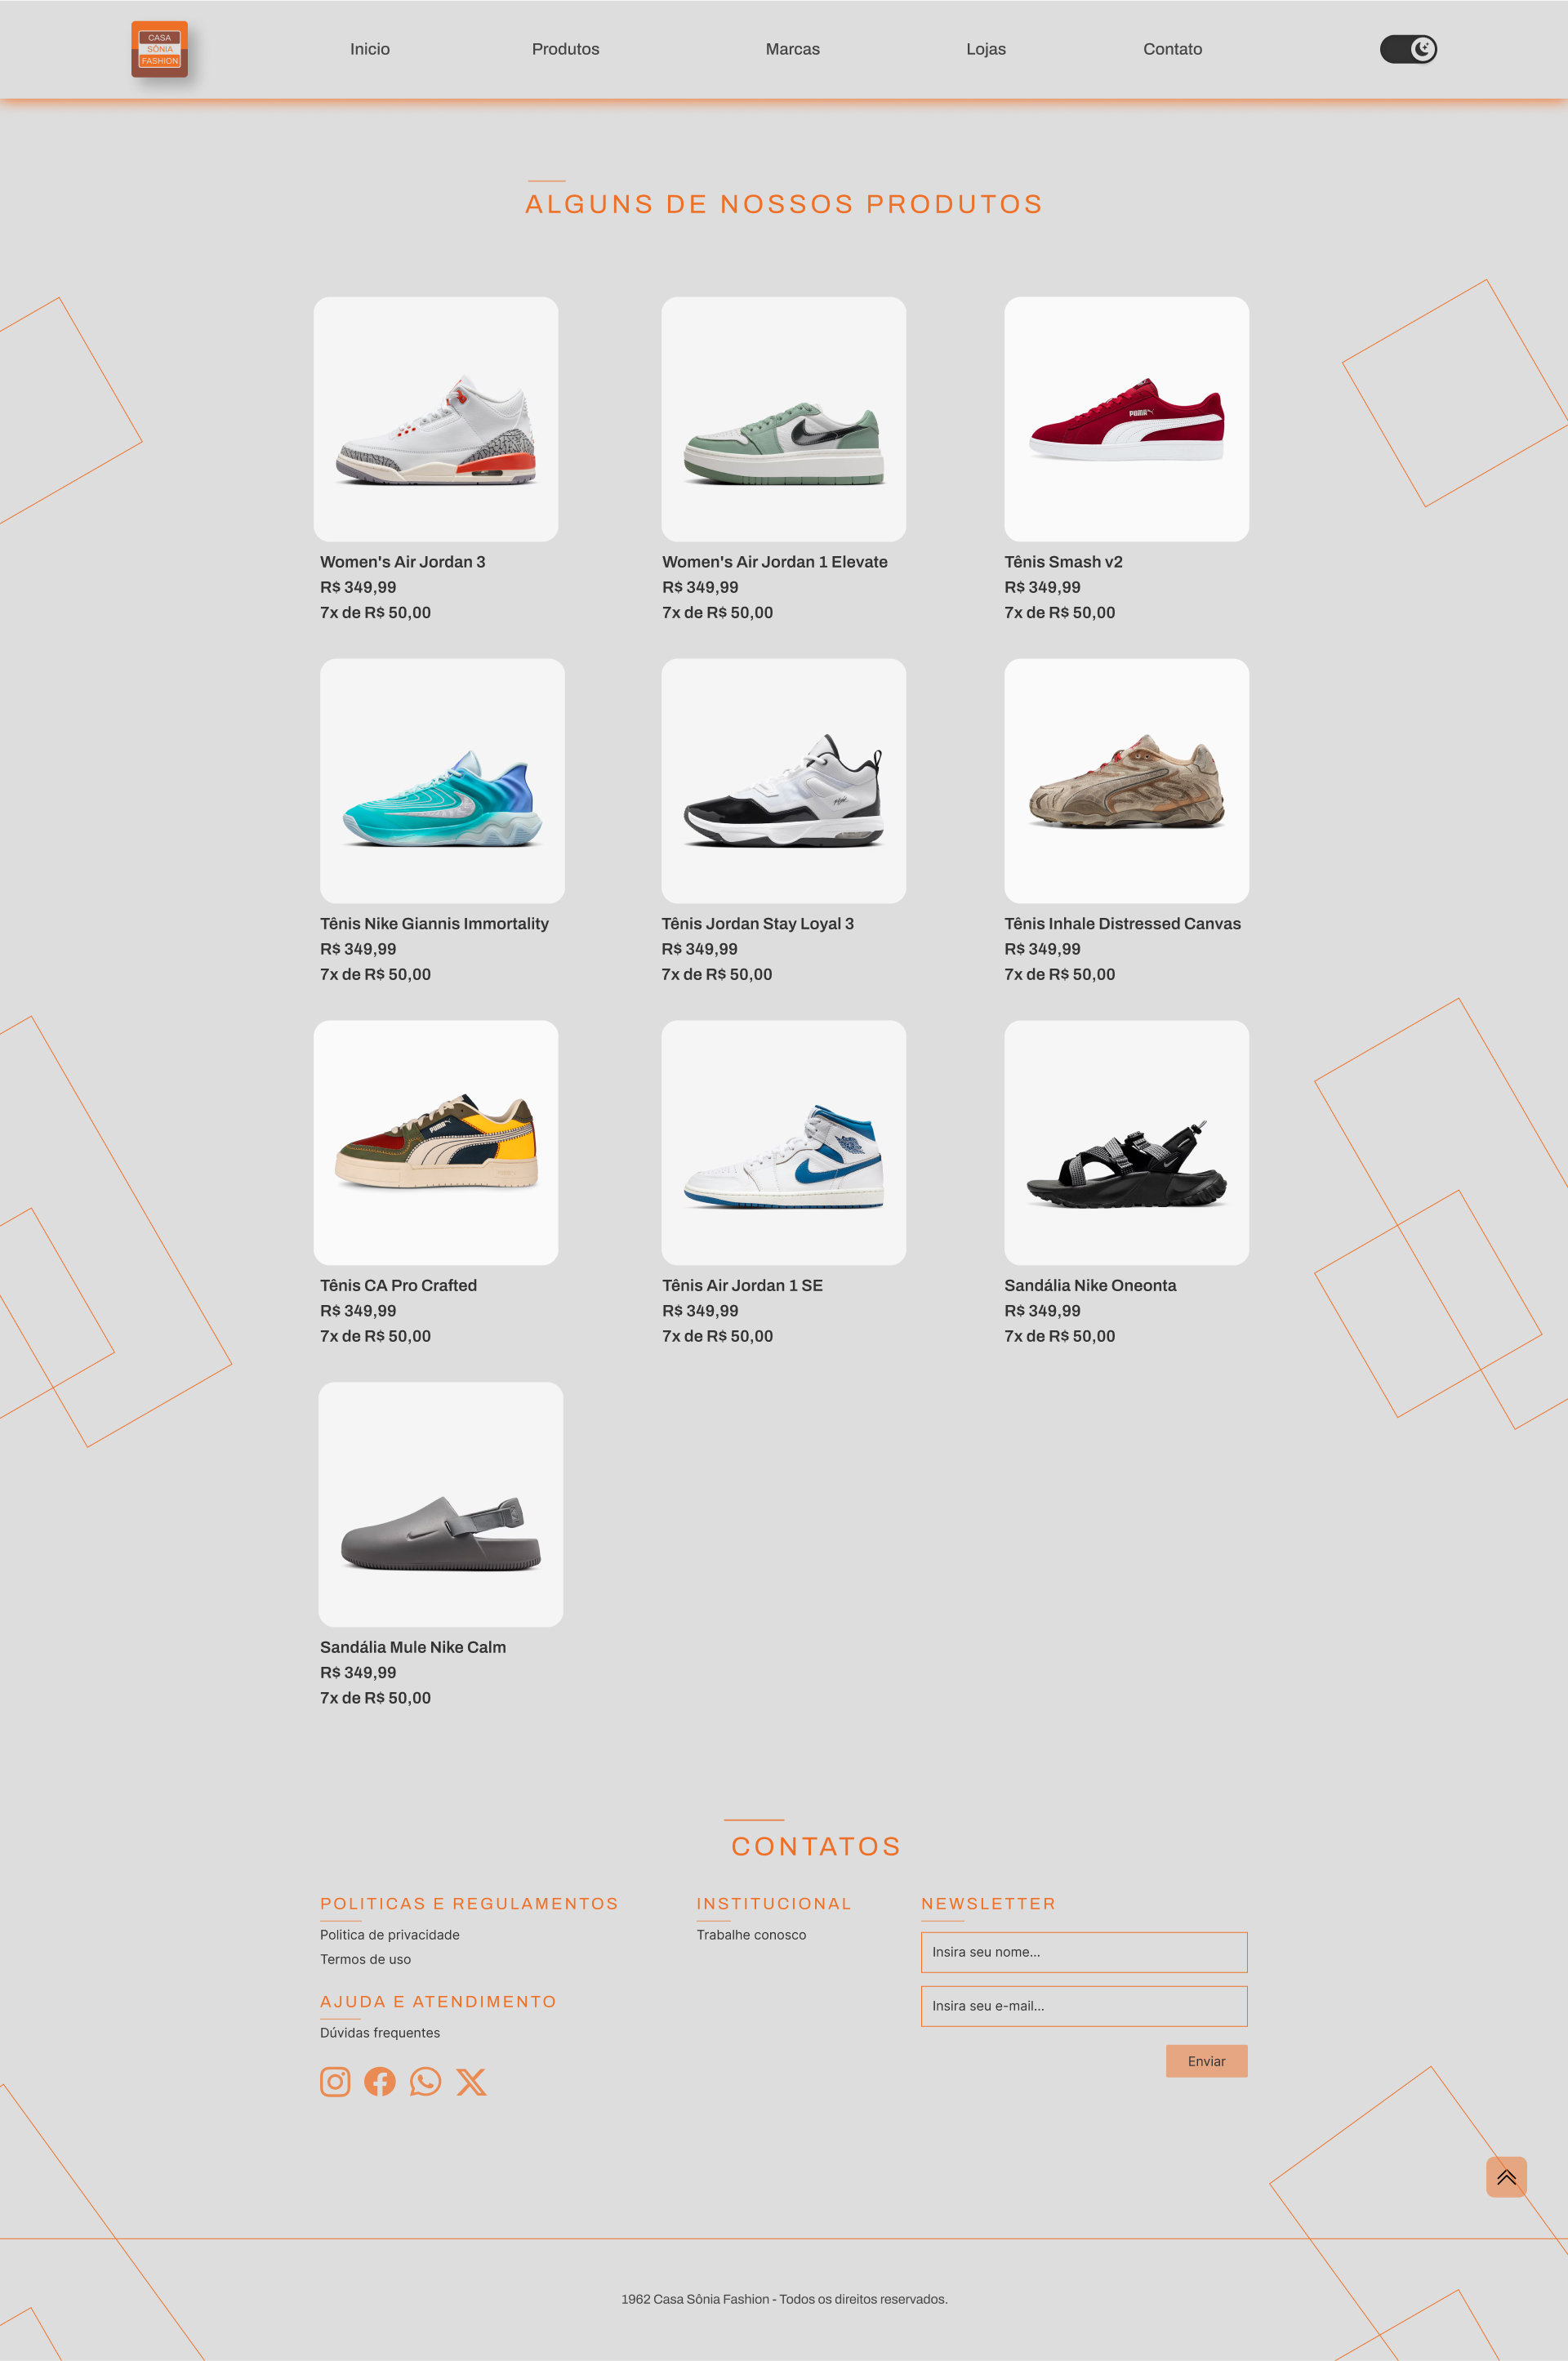 CASA
SÔNIA
FASHION
Inicio
Produtos
Marcas
Lojas
Contato
ALGUNS DE NOSSOS PRODUTOS
PUMA
Women's Air Jordan 3
R$ 349,99
7x de R$ 50,00
Women's Air Jordan 1 Elevate
R$ 349,99
7x de R$ 50,00
Tênis Smash v2
R$ 349,99
7x de R$ 50,00
Tênis Nike Giannis Immortality
R$ 349,99
7x de R$ 50,00
Tênis Jordan Stay Loyal 3
R$ 349,99
7x de R$ 50,00
Tênis Inhale Distressed Canvas
R$ 349,99
7x de R$ 50,00
PUMA
Tênis CA Pro Crafted
R$ 349,99
7x de R$ 50,00
Tênis Air Jordan 1 SE
R$ 349,99
7x de R$ 50,00
Sandália Nike Oneonta
R$ 349,99
7x de R$ 50,00
Sandália Mule Nike Calm
R$ 349,99
7x de R$ 50,00
CONTATOS
POLITICAS E REGULAMENTOS
Politica de privacidade
Termos de uso
AJUDA E ATENDIMENTO
Dúvidas frequentes
INSTITUCIONAL
Trabalhe conosco
NEWSLETTER
Insira seu nome...
Insira seu e-mail...
Enviar
1962 Casa Sônia Fashion - Todos os direitos reservados.